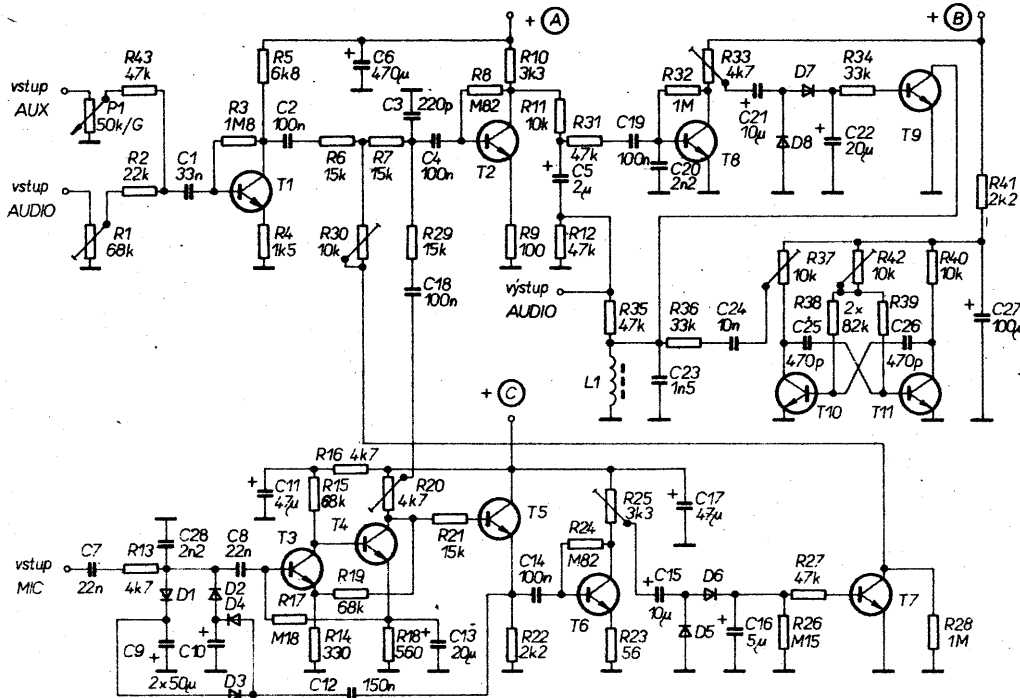 + A
+ B
R43
47k
vstup
AUX
P1
50k/G
R5
6k8
C6
470µ
R8
M82
R10
3k3
R33
4k7
R32
1M
D7
R34
33k
R3
1M8
C2
100n
C3
220p
R11
10k
R31
47k
C19
100n
C21
10µ
D8
C22
20µ
T9
R2
22k
C1
33n
R6
15k
R7
15k
C4
100n
T1
T2
C5
2µ
C20
2n2
T8
vstup
AUDIO
R1
68k
R4
1k5
R30
10k
R29
15k
R9
100
R12
47k
R41
2k2
C18
100n
výstup
AUDIO
R35
47k
R36
33k
C24
10n
R37
10k
R42
10k
R40
10k
R38
2×
82k
R39
C25
470p
C26
470p
C27
100µ
L1
C23
1n5
T10
T11
+ C
R16 4k7
C11
47µ
R15
68k
R20
4k7
T4
T5
R25
3k3
C17
47µ
C28
2n2
C8
22n
T3
R21
15k
R24
M82
C14
100n
vstup
MIC
C7
22n
R13
4k7
D1
D2
D4
R19
68k
R17
M18
T6
C15
10µ
D6
R27
47k
T7
C9
C10
2×50µ
D3
R14
330
R18
560
C13
20µ
C12 150n
R22
2k2
R23
56
D5
C16
5µ
R26
M15
R28
1M